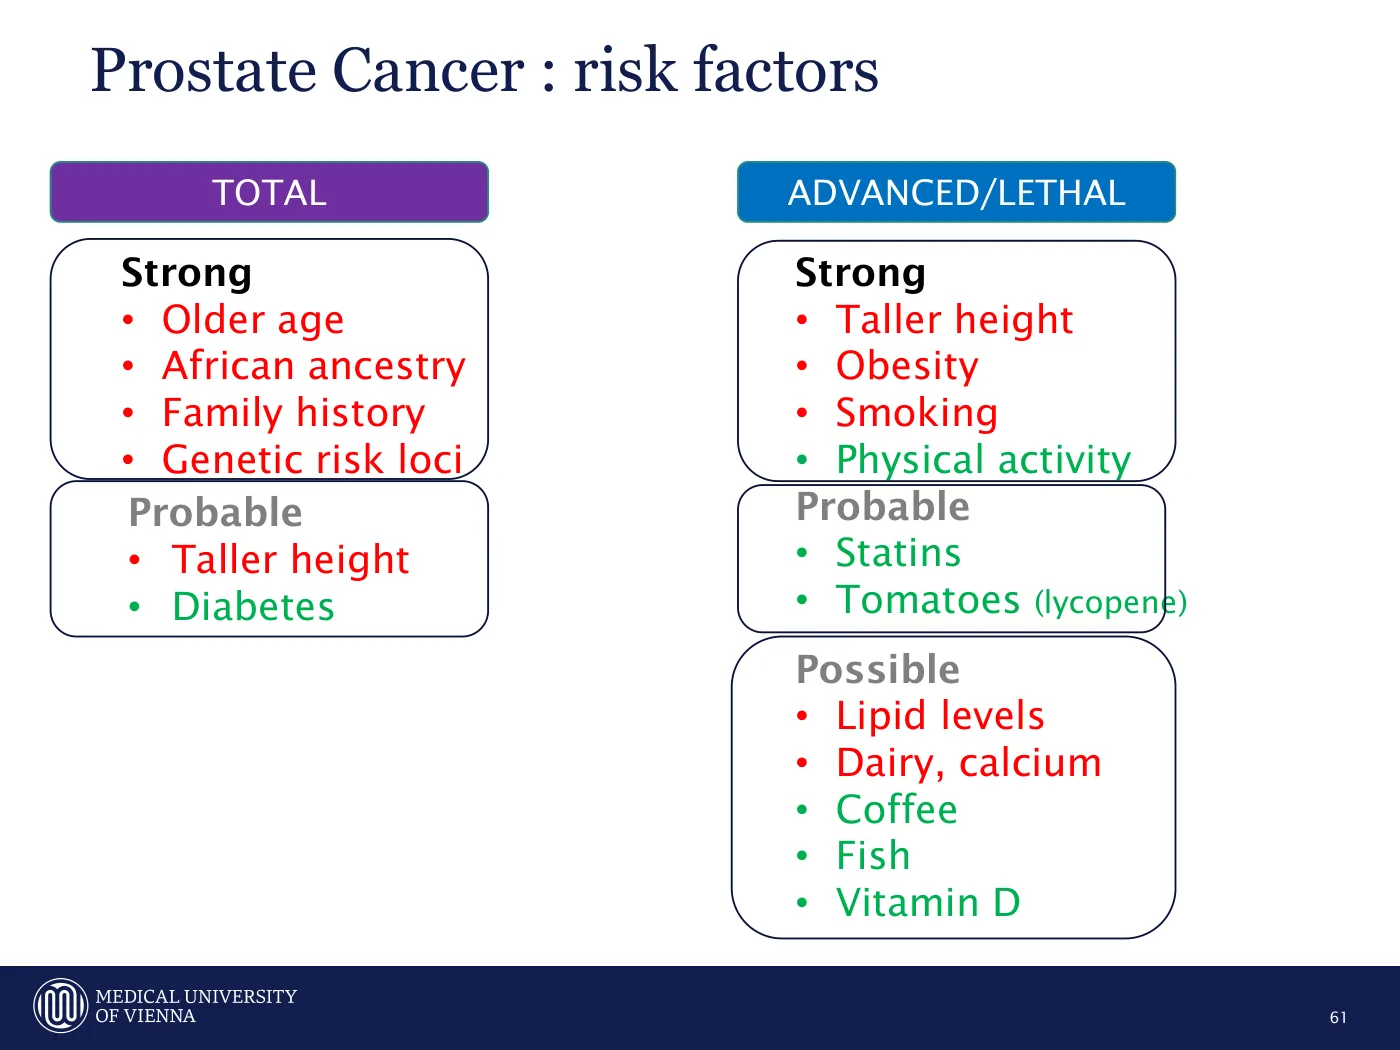 Prostate Cancer : risk factors
TOTAL
Strong
• Older age
• African ancestry
• Family history
• Genetic risk loci
Probable
• Taller height
• Diabetes
ADVANCED/LETHAL
Strong
• Taller height
• Obesity
• Smoking
• Physical activity
Probable
• Statins
• Tomatoes (lycopene)
Possible
• Lipid levels
• Dairy, calcium
• Coffee
• Fish
• Vitamin D
MEDICAL UNIVERSITY
OF VIENNA
61